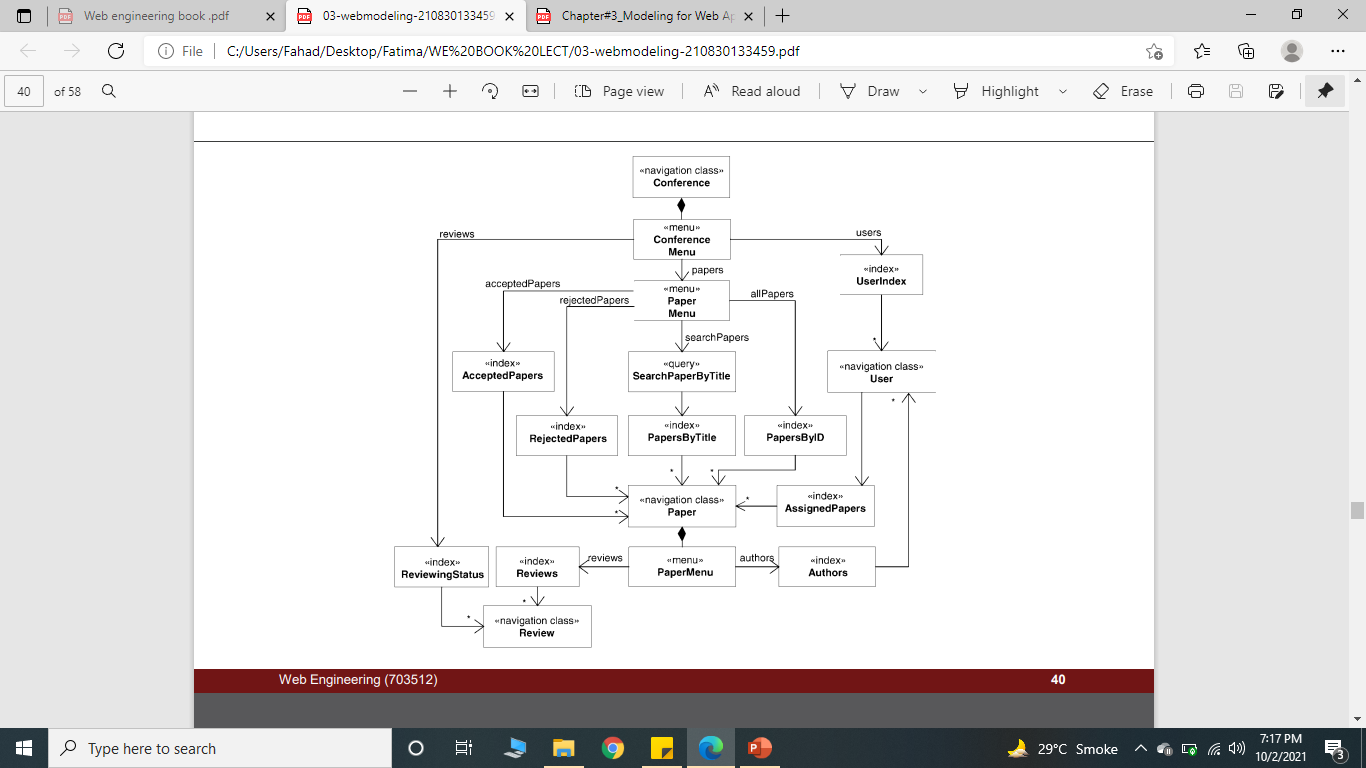 Web engineering book .pdf
03-webmodeling-210830133459
Chapter#3_Modeling for Web Ap
File
C:/Users/Fahad/Desktop/Fatima/WE%20BOOK%20LECT/03-webmodeling-210830133459.pdf
40
of 58
Page view
Read aloud
Draw
Highlight
Erase
«navigation class»
Conference
«menu»
Conference
Menu
reviews
users
papers
«index»
UserIndex
«menu»
Paper
Menu
acceptedPapers
rejectedPapers
allPapers
searchPapers
*
«index»
AcceptedPapers
«query»
SearchPaperByTitle
«navigation class»
User
*
«index»
RejectedPapers
«index»
PapersByTitle
«index»
PapersByID
*
*
*
*
*
«navigation class»
Paper
«index»
AssignedPapers
«index»
ReviewingStatus
«index»
Reviews
reviews
«menu»
PaperMenu
authors
«index»
Authors
*
*
«navigation class»
Review
Web Engineering (703512)
40
Type here to search
29°C Smoke
7:17 PM
10/2/2021
3